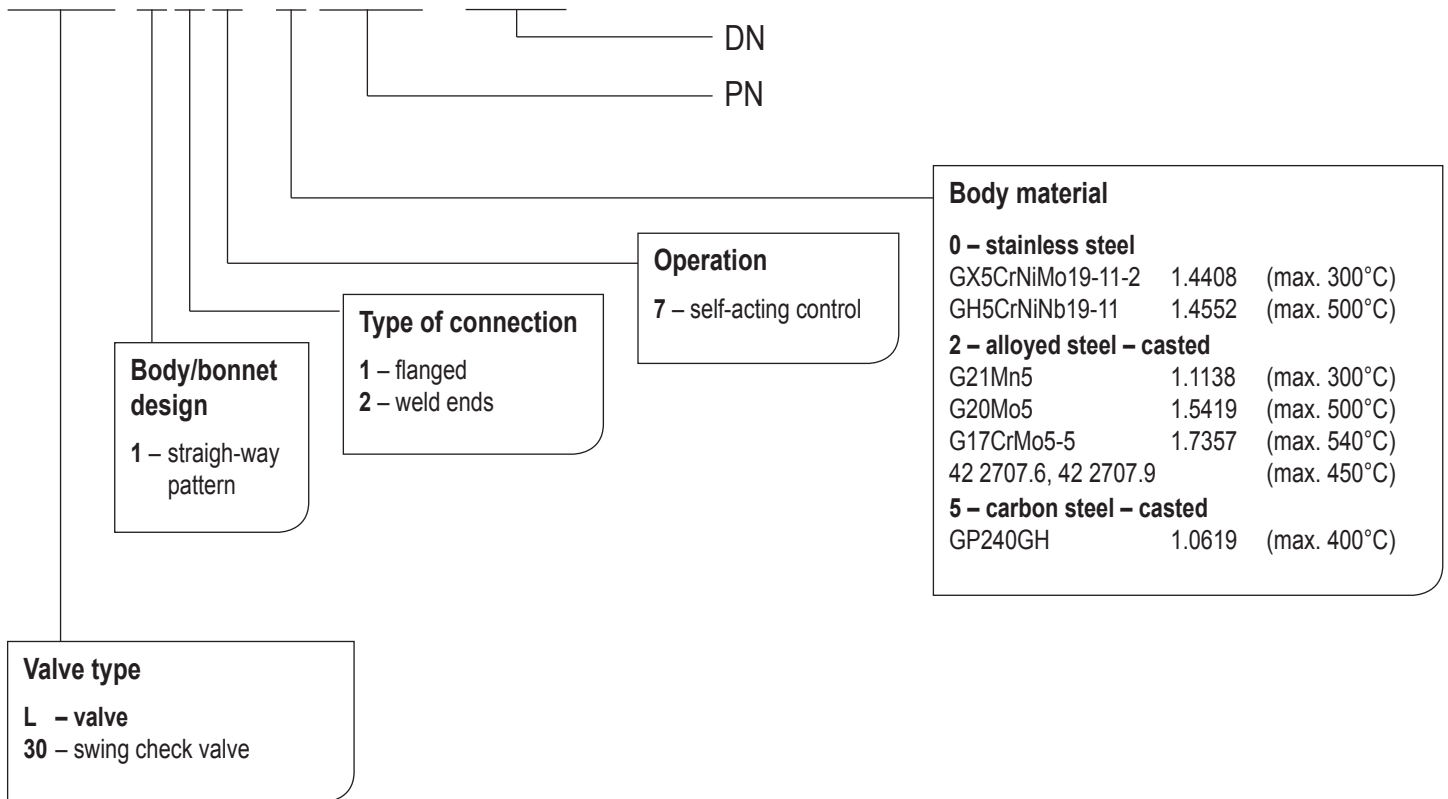 DN
PN
Body material
0 – stainless steel
GX5CrNiMo19-11-2 1.4408 (max. 300°C)
GH5CrNiNb19-11 1.4552 (max. 500°C)
2 – alloyed steel – casted
G21Mn5 1.1138 (max. 300°C)
G20Mo5 1.5419 (max. 500°C)
G17CrMo5-5 1.7357 (max. 540°C)
42 2707.6, 42 2707.9 (max. 450°C)
5 – carbon steel – casted
GP240GH 1.0619 (max. 400°C)
Operation
7 – self-acting control
Type of connection
1 – flanged
2 – weld ends
Body/bonnet
design
1 – straigh-way
pattern
Valve type
L – valve
30 – swing check valve